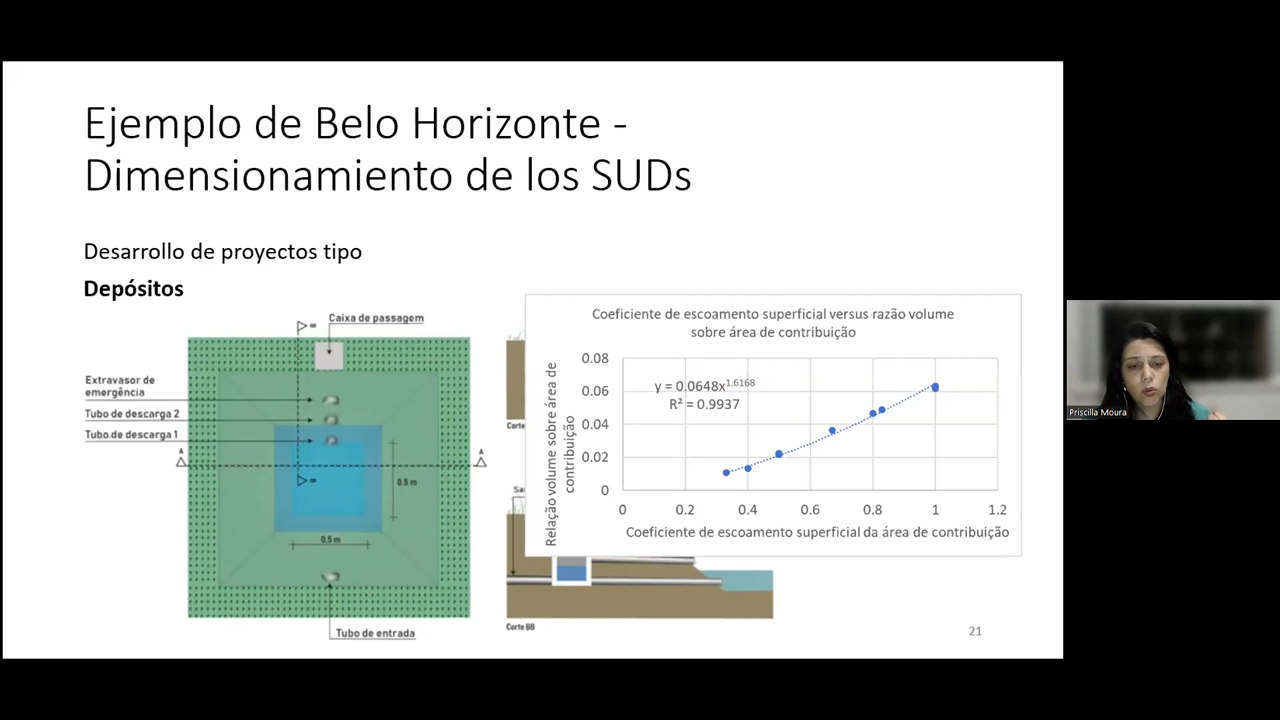 Ejemplo de Belo Horizonte -
Dimensionamiento de los SUDs
Desarrollo de proyectos tipo
Depósitos
Caixa de passagem
Extravasor de
emergência
Tubo de descarga 2
Tubo de descarga 1
A
A
0.5 m
0.5 m
Tubo de entrada
Corte
Sa
Corte BB
Coeficiente de escoamento superficial versus razão volume
sobre área de contribuição
Relação volume sobre área de
contribuição
0.08
0.06
0.04
0.02
0
y = 0.0648x^1.6168
R² = 0.9937
0 0.2 0.4 0.6 0.8 1 1.2
Coeficiente de escoamento superficial da área de contribuição
21
Priscilla Moura